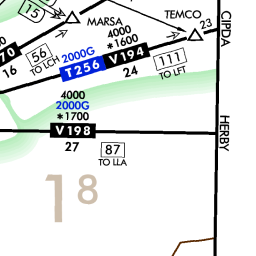 15
MARSA
TEMCO
23
CIPDA
56
TO LCH
70
16
2000G
T256
4000
*1600
V194
24
111
TO LFT
4000
2000G
*1700
V198
27
87
TO LLA
HERBY
18